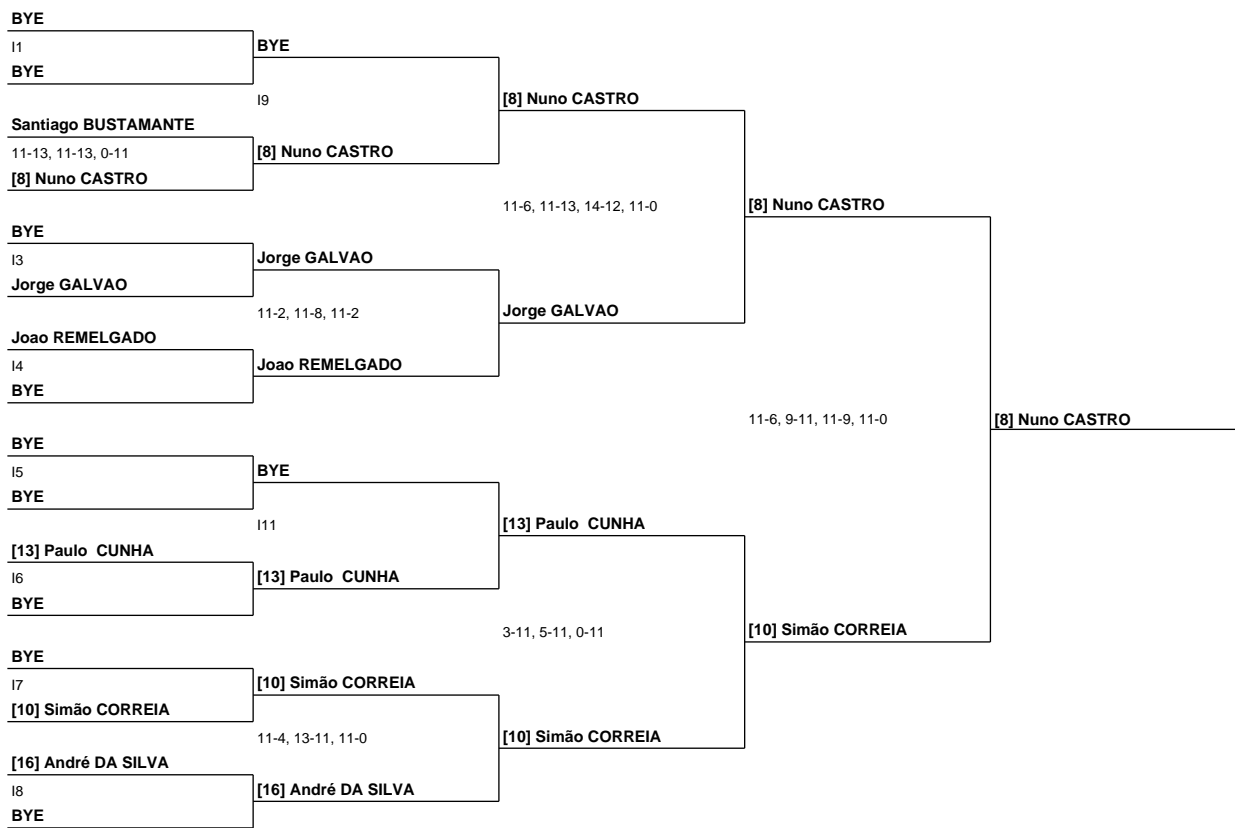 BYE
I1
BYE
BYE
I9
[8] Nuno CASTRO
Santiago BUSTAMANTE
11-13, 11-13, 0-11
[8] Nuno CASTRO
[8] Nuno CASTRO
11-6, 11-13, 14-12, 11-0
[8] Nuno CASTRO
BYE
I3
Jorge GALVAO
Jorge GALVAO
11-2, 11-8, 11-2
Jorge GALVAO
Joao REMELGADO
I4
Joao REMELGADO
BYE
11-6, 9-11, 11-9, 11-0
[8] Nuno CASTRO
BYE
I5
BYE
BYE
I11
[13] Paulo  CUNHA
[13] Paulo  CUNHA
I6
[13] Paulo  CUNHA
BYE
3-11, 5-11, 0-11
[10] Simão CORREIA
BYE
I7
[10] Simão CORREIA
[10] Simão CORREIA
11-4, 13-11, 11-0
[10] Simão CORREIA
[16] André DA SILVA
I8
[16] André DA SILVA
BYE